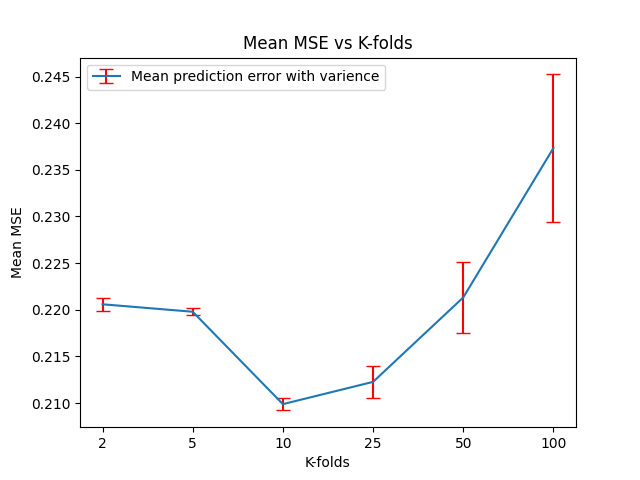 Mean MSE vs K-folds
Mean prediction error with varience
0.245
0.240
0.235
0.230
0.225
0.220
0.215
0.210
Mean MSE
2 5 10 25 50 100
K-folds